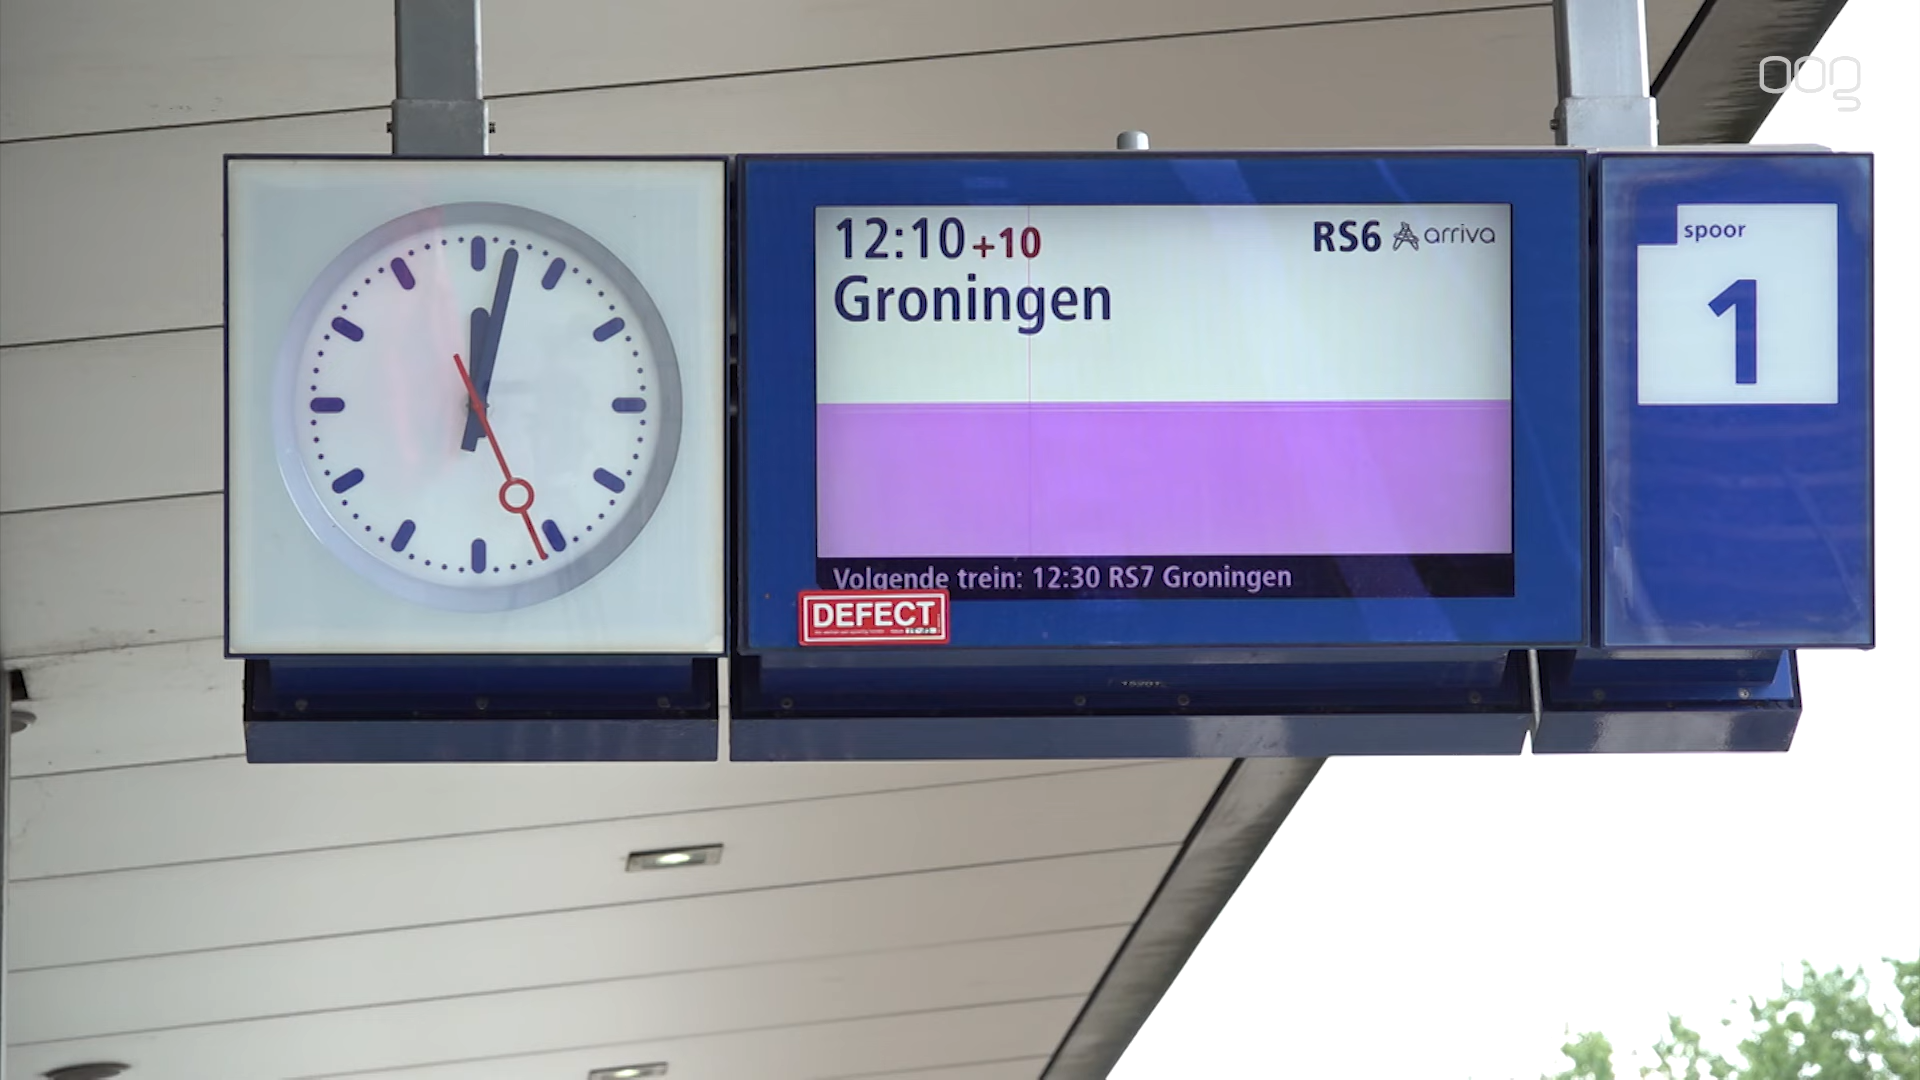 oog
12:10 +10
RS6 arriva
Groningen
spoor
1
Volgende trein: 12:30 RS7 Groningen
DEFECT